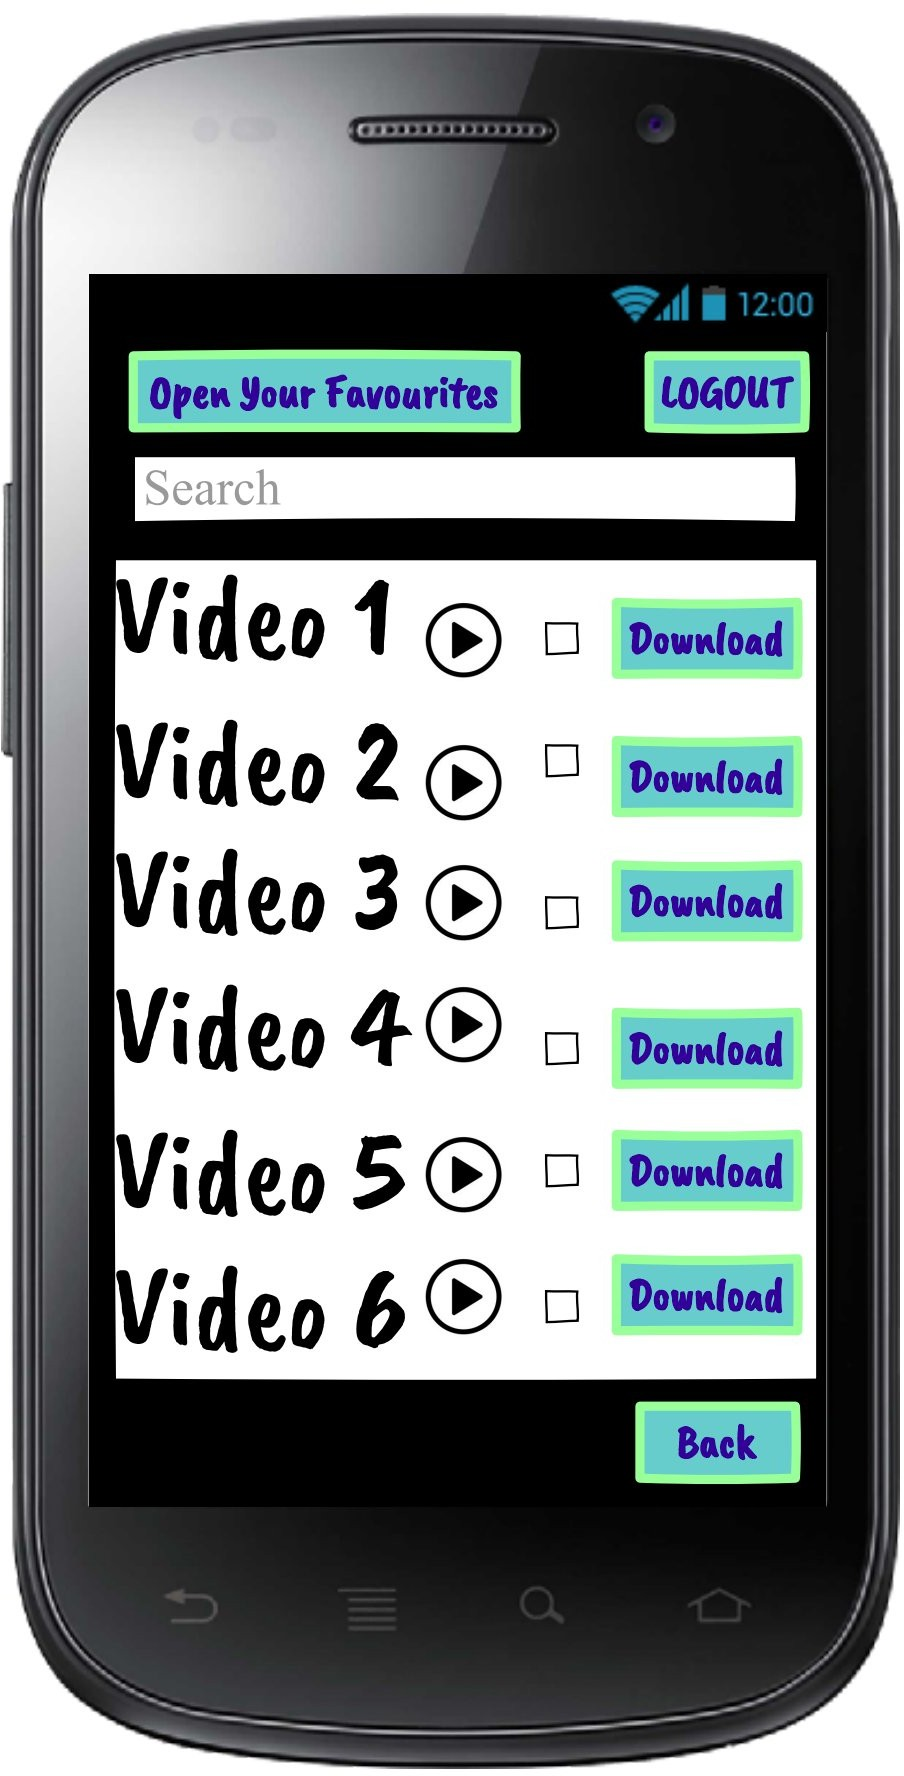 12:00
Open Your Favourites LOGOUT
Search
Video 1 Download
Video 2 Download
Video 3 Download
Video 4 Download
Video 5 Download
Video 6 Download
Back